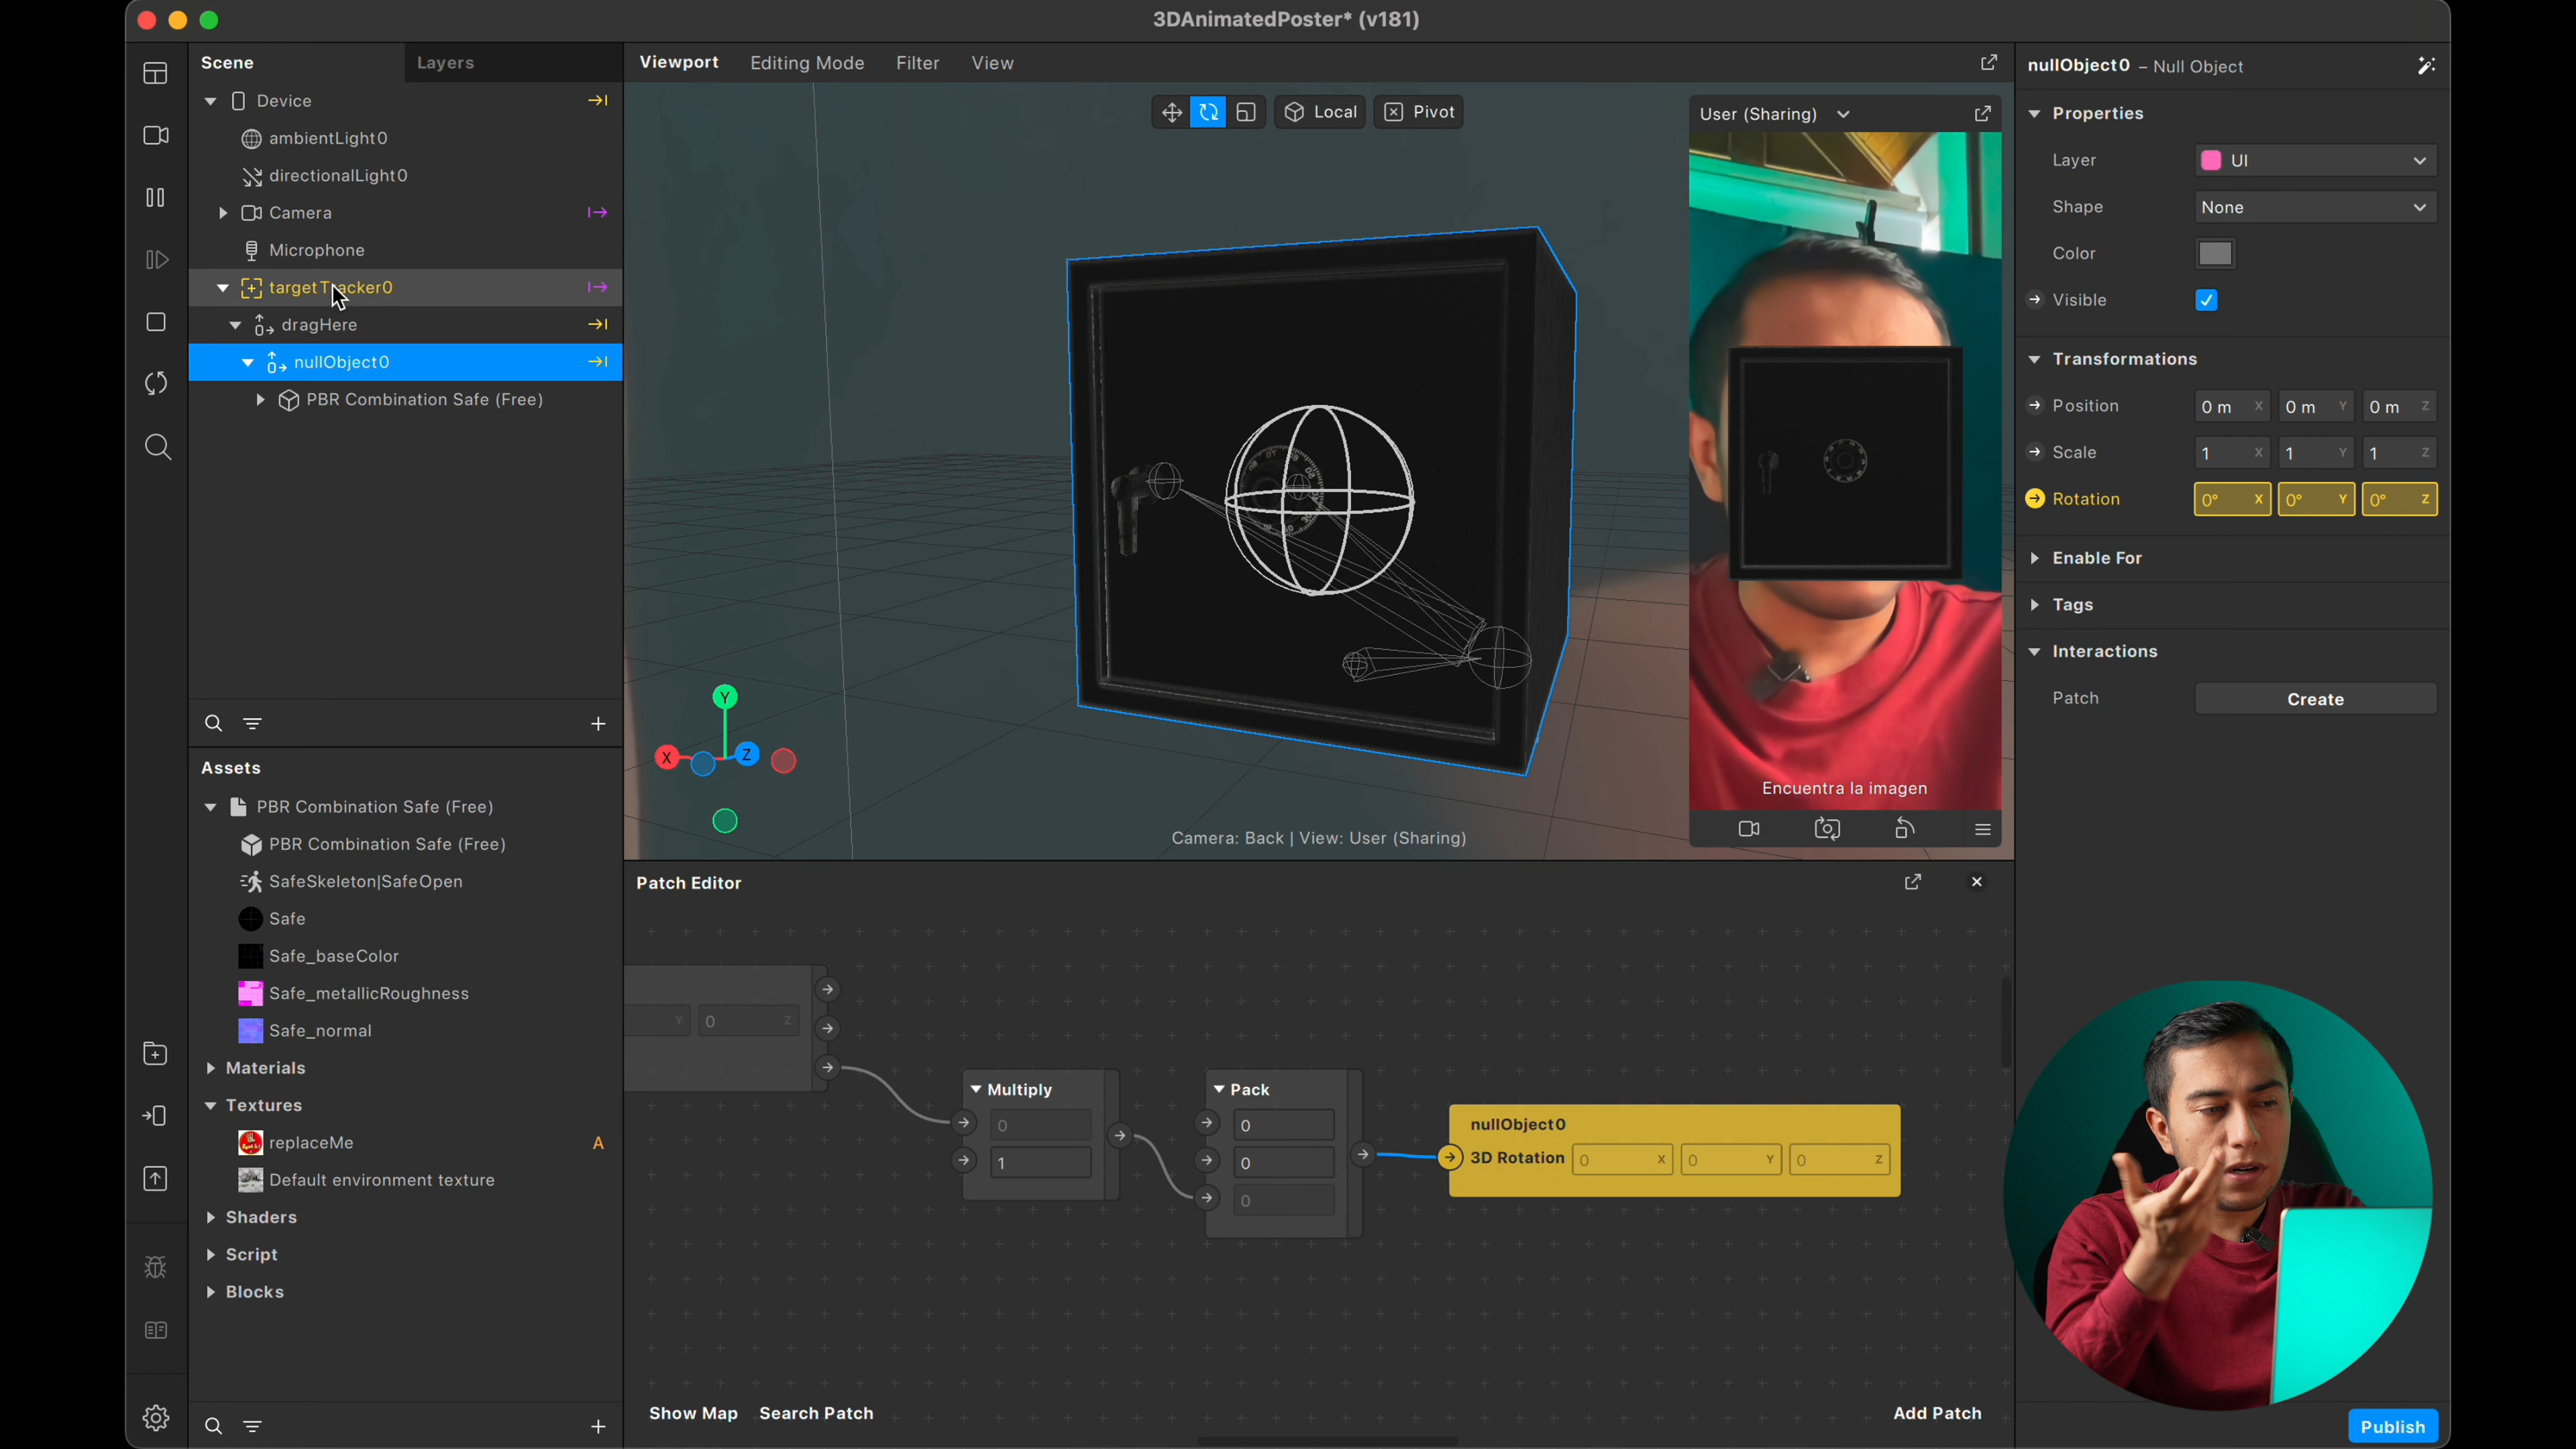 3DAnimatedPoster* (v181)
Scene
Layers
Device
ambientLight0
directionalLight0
Camera
Microphone
targetTracker0
dragHere
nullObject0
PBR Combination Safe (Free)
Assets
PBR Combination Safe (Free)
PBR Combination Safe (Free)
SafeSkeleton|SafeOpen
Safe
Safe_baseColor
Safe_metallicRoughness
Safe_normal
Materials
Textures
replaceMe A
Default environment texture
Shaders
Script
Blocks
Viewport Editing Mode Filter View
Local Pivot
Y
X Z
Camera: Back | View: User (Sharing)
User (Sharing)
Encuentra la imagen
Patch Editor
Y 0 Z
Multiply
0
1
Pack
0
0
0
nullObject0
3D Rotation 0 X 0 Y 0 Z
Show Map Search Patch
Add Patch
nullObject0 – Null Object
Properties
Layer UI
Shape None
Color
Visible
Transformations
Position 0 m X 0 m Y 0 m Z
Scale 1 X 1 Y 1 Z
Rotation 0° X 0° Y 0° Z
Enable For
Tags
Interactions
Patch Create
Publish